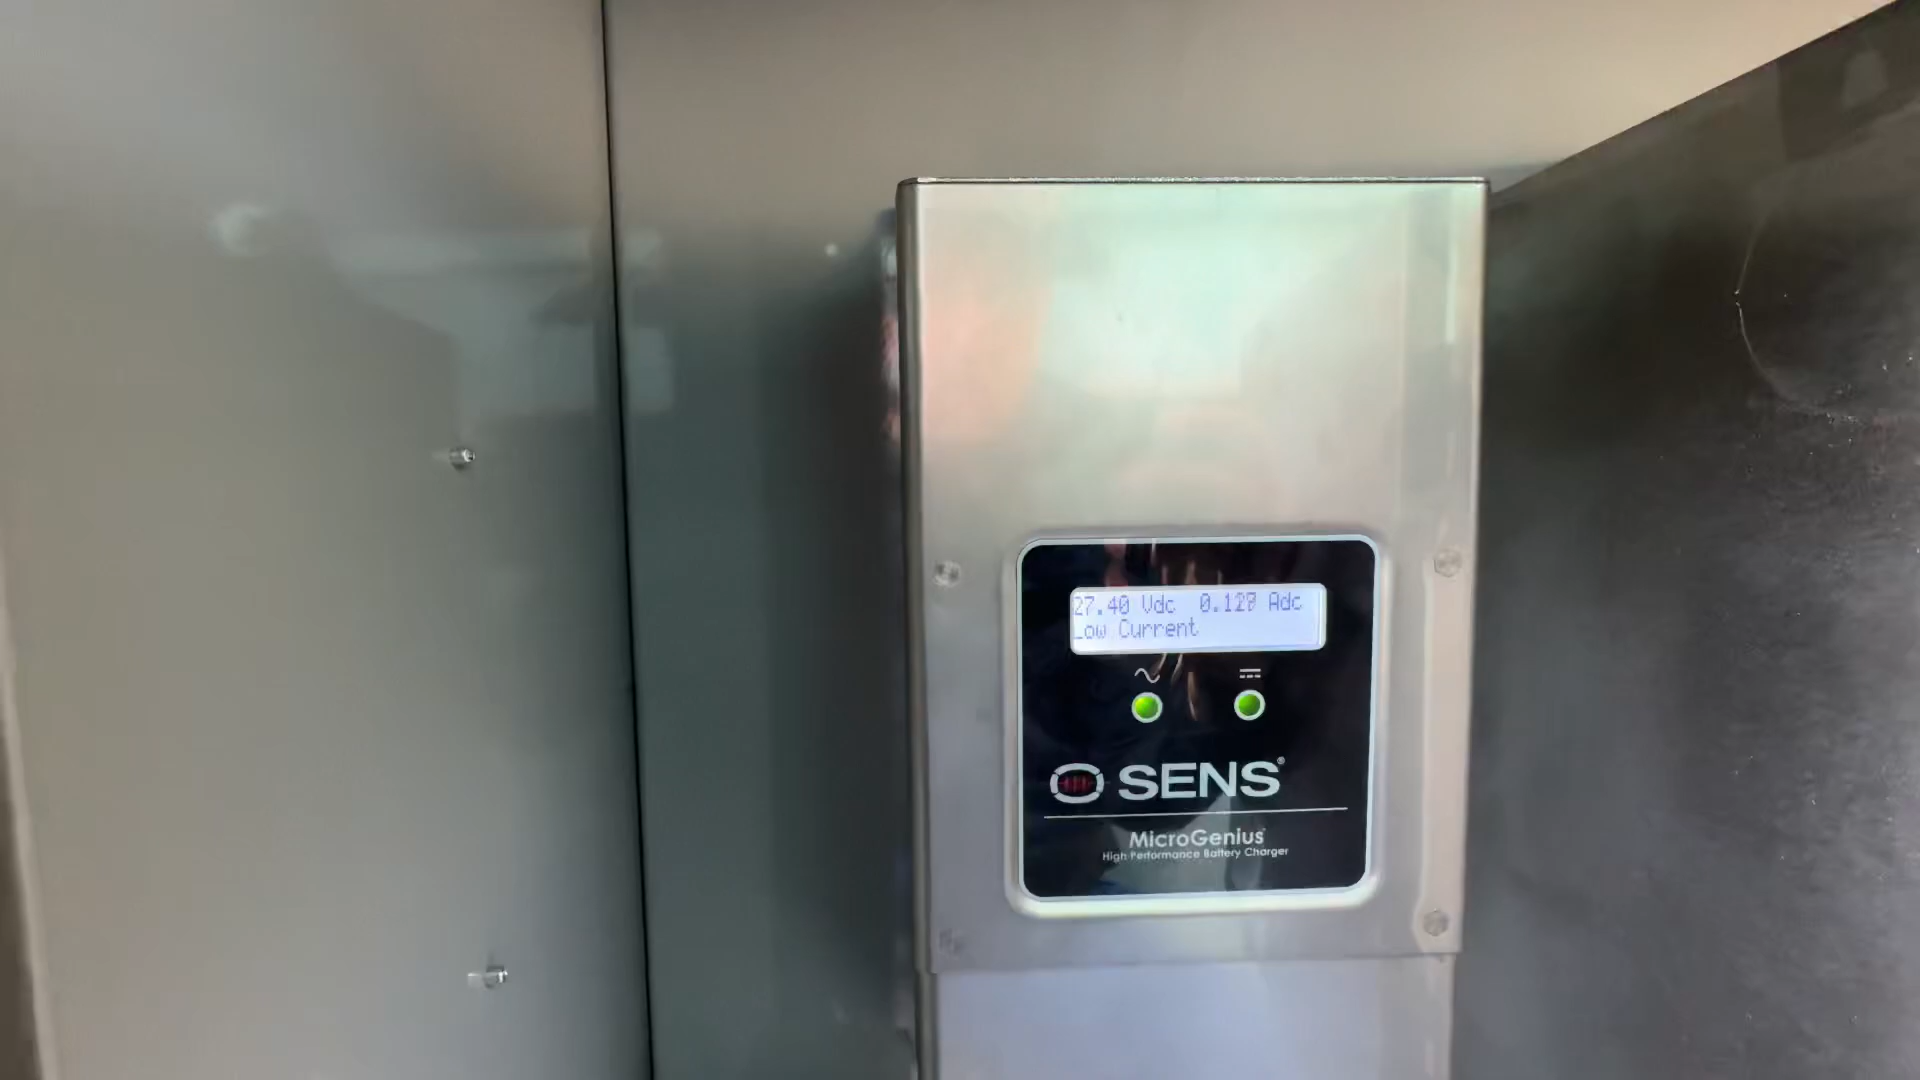 27.40 Vdc 0.128 Adc
Low Current
SENS®
MicroGenius
High-Performance Battery Charger